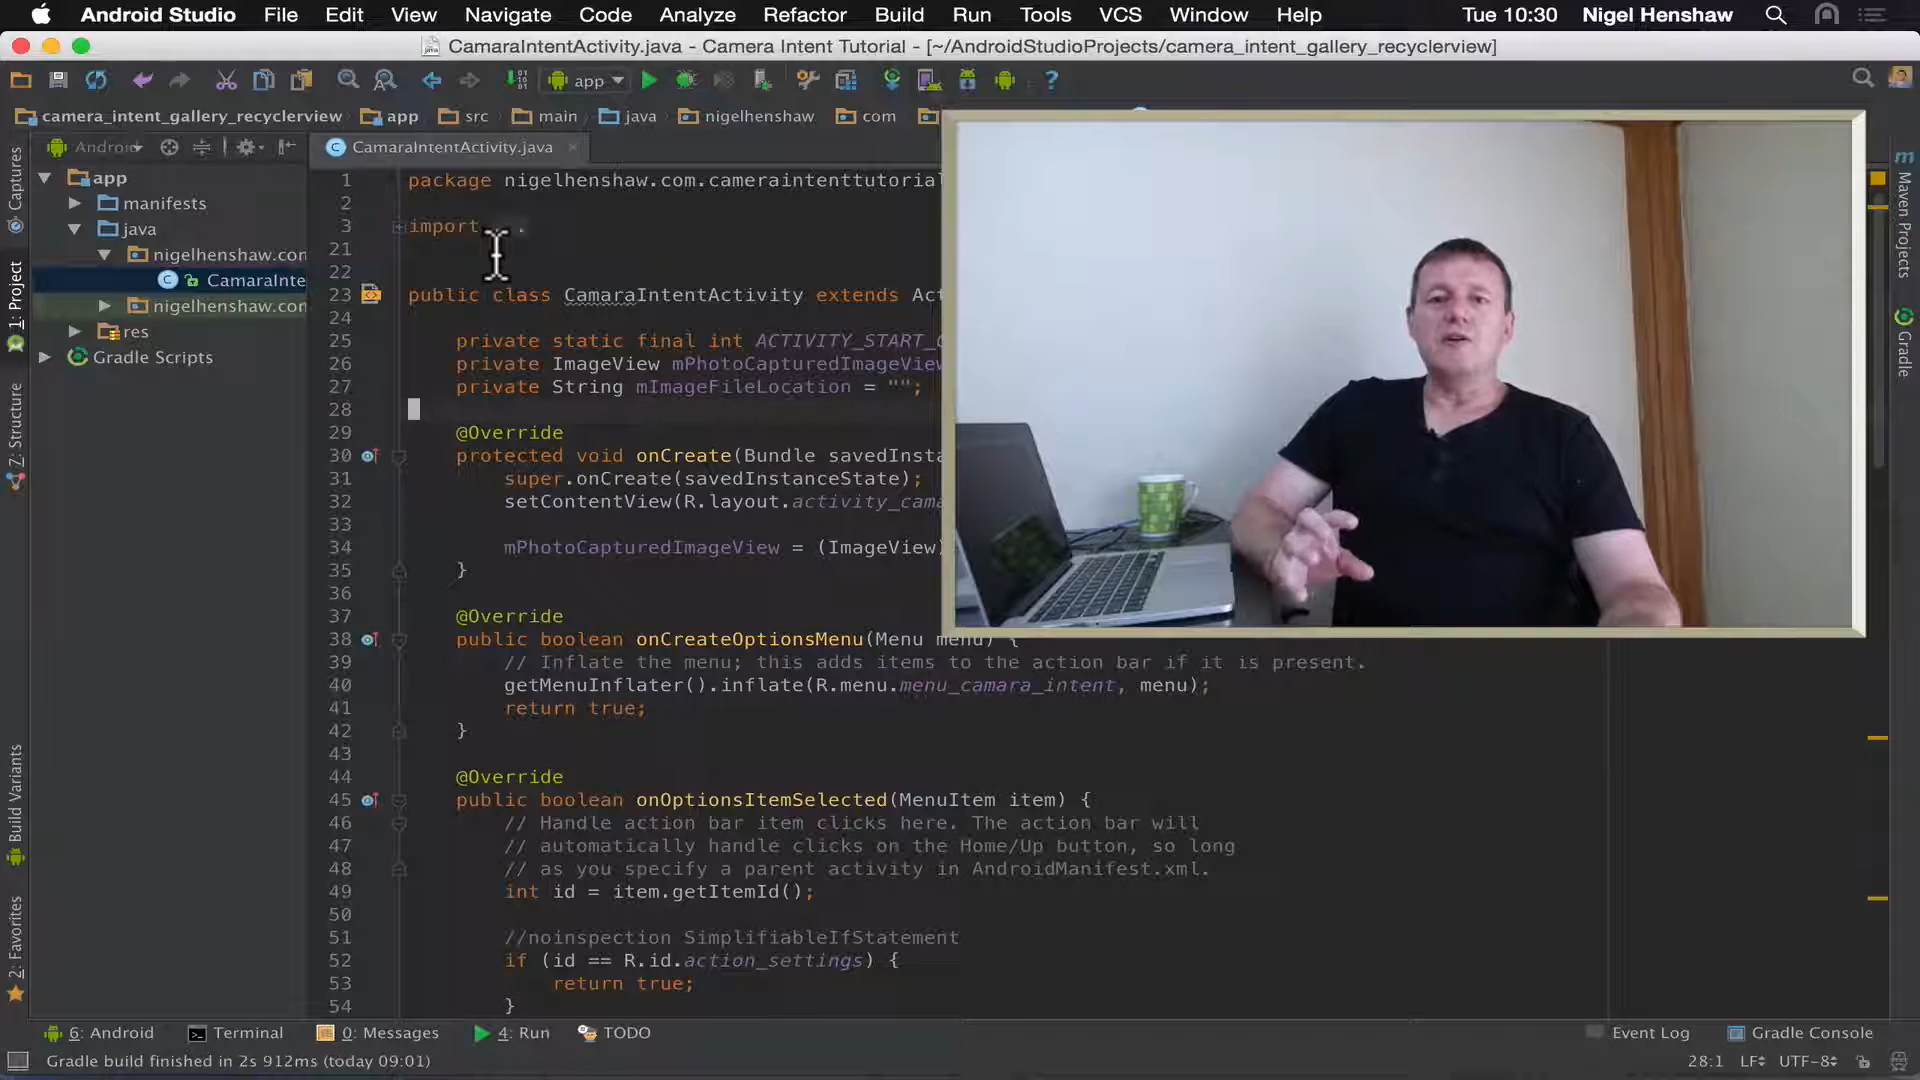 Android Studio File Edit View Navigate Code Analyze Refactor Build Run Tools VCS Window Help Tue 10:30 Nigel Henshaw
CamaraIntentActivity.java - Camera Intent Tutorial - [~/AndroidStudioProjects/camera_intent_gallery_recyclerview]
app
camera_intent_gallery_recyclerview app src main java nigelhenshaw com
Android
CamaraIntentActivity.java
app
manifests
java
nigelhenshaw.com
CamaraInte
nigelhenshaw.com
res
Gradle Scripts
Captures
1: Project
7: Structure
Build Variants
2: Favorites
1 package nigelhenshaw.com.cameraintenttutorial
2
3 import ...
21
22
23 public class CamaraIntentActivity extends Act
24
25 private static final int ACTIVITY_START_
26 private ImageView mPhotoCapturedImageView
27 private String mImageFileLocation = "";
28
29 @Override
30 protected void onCreate(Bundle savedInsta
31 super.onCreate(savedInstanceState);
32 setContentView(R.layout.activity_cama
33
34 mPhotoCapturedImageView = (ImageView)
35 }
36
37 @Override
38 public boolean onCreateOptionsMenu(Menu menu) {
39 // Inflate the menu; this adds items to the action bar if it is present.
40 getMenuInflater().inflate(R.menu.menu_camara_intent, menu);
41 return true;
42 }
43
44 @Override
45 public boolean onOptionsItemSelected(MenuItem item) {
46 // Handle action bar item clicks here. The action bar will
47 // automatically handle clicks on the Home/Up button, so long
48 // as you specify a parent activity in AndroidManifest.xml.
49 int id = item.getItemId();
50
51 //noinspection SimplifiableIfStatement
52 if (id == R.id.action_settings) {
53 return true;
54 }
Maven Projects
Gradle
6: Android Terminal 0: Messages 4: Run TODO Event Log Gradle Console
Gradle build finished in 2s 912ms (today 09:01) 28:1 LF UTF-8